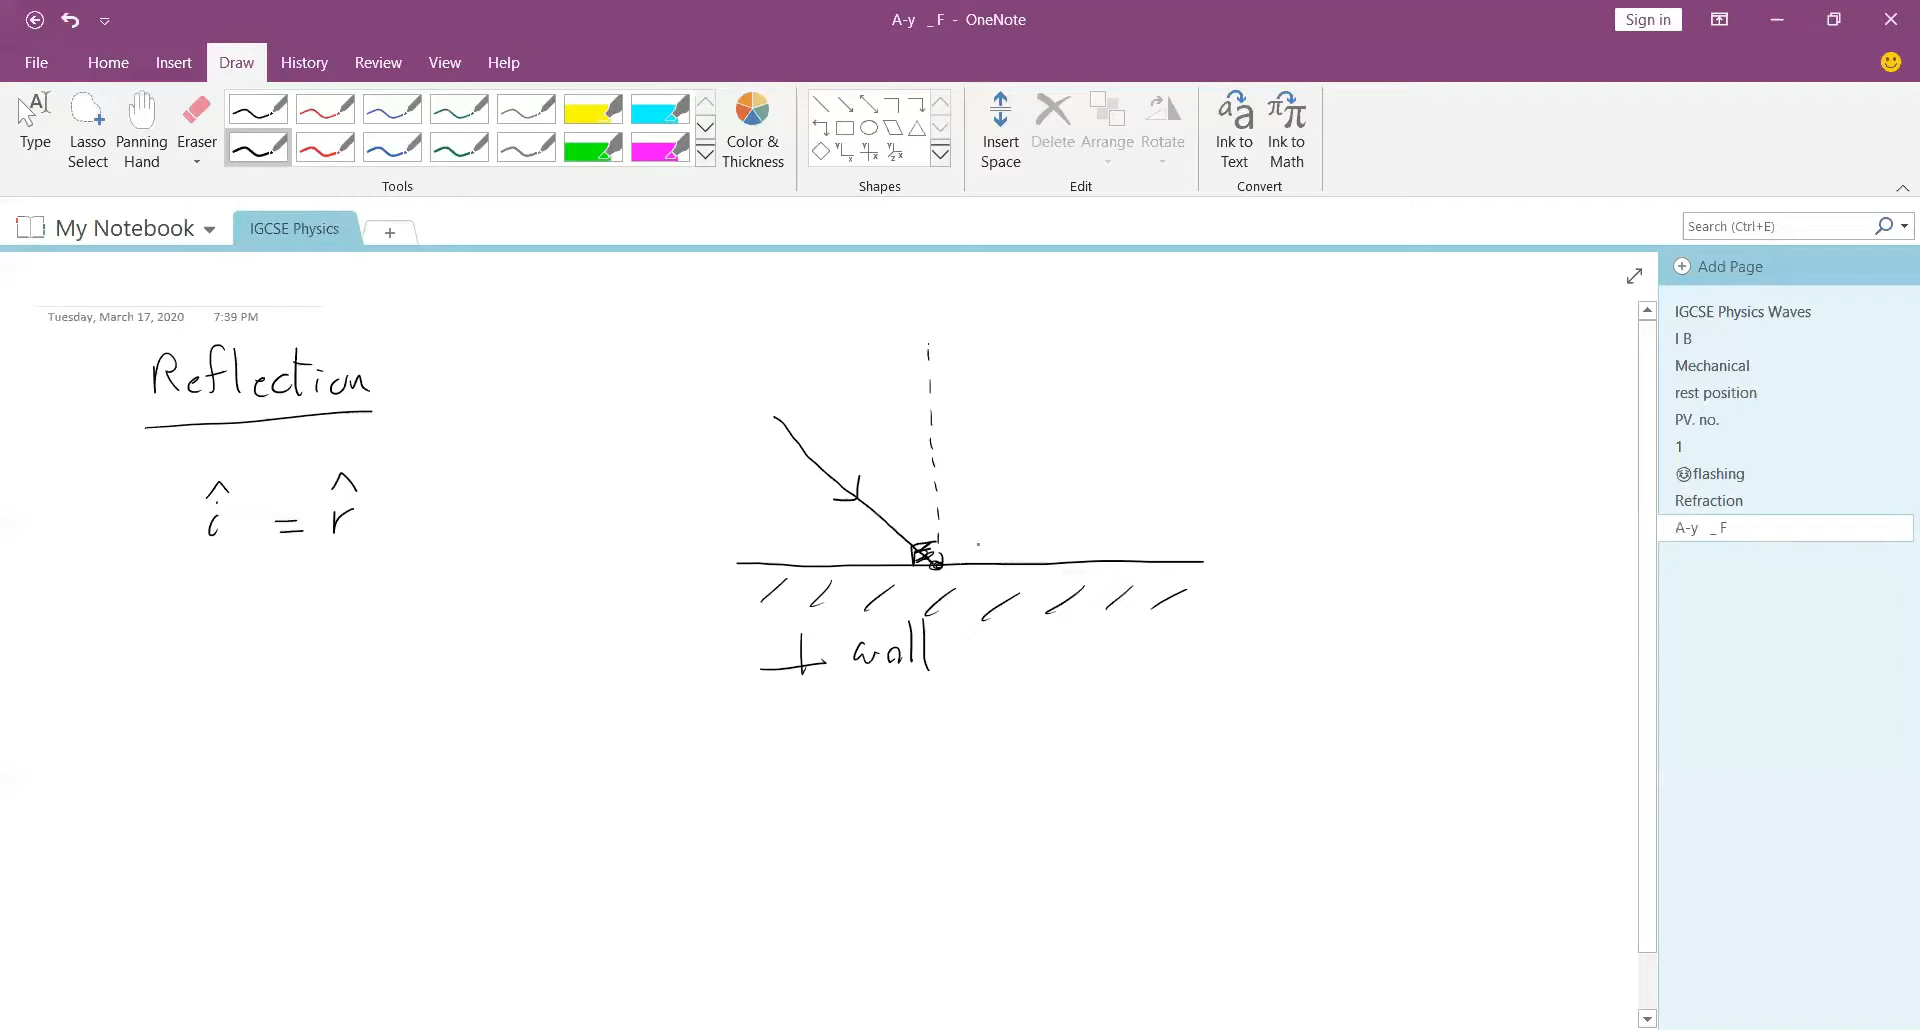 A-y _ F - OneNote
Sign in
File Home Insert Draw History Review View Help
Type
Lasso Select
Panning Hand
Eraser
Color & Thickness
Insert Space
Delete
Arrange
Rotate
Ink to Text
Ink to Math
Tools
Shapes
Edit
Convert
My Notebook
IGCSE Physics
+
Search (Ctrl+E)
Add Page
IGCSE Physics Waves
I B
Mechanical
rest position
PV. no.
1
😆flashing
Refraction
A-y _ F
Tuesday, March 17, 2020 7:39 PM
Reflection
î = r̂
⊥ wall